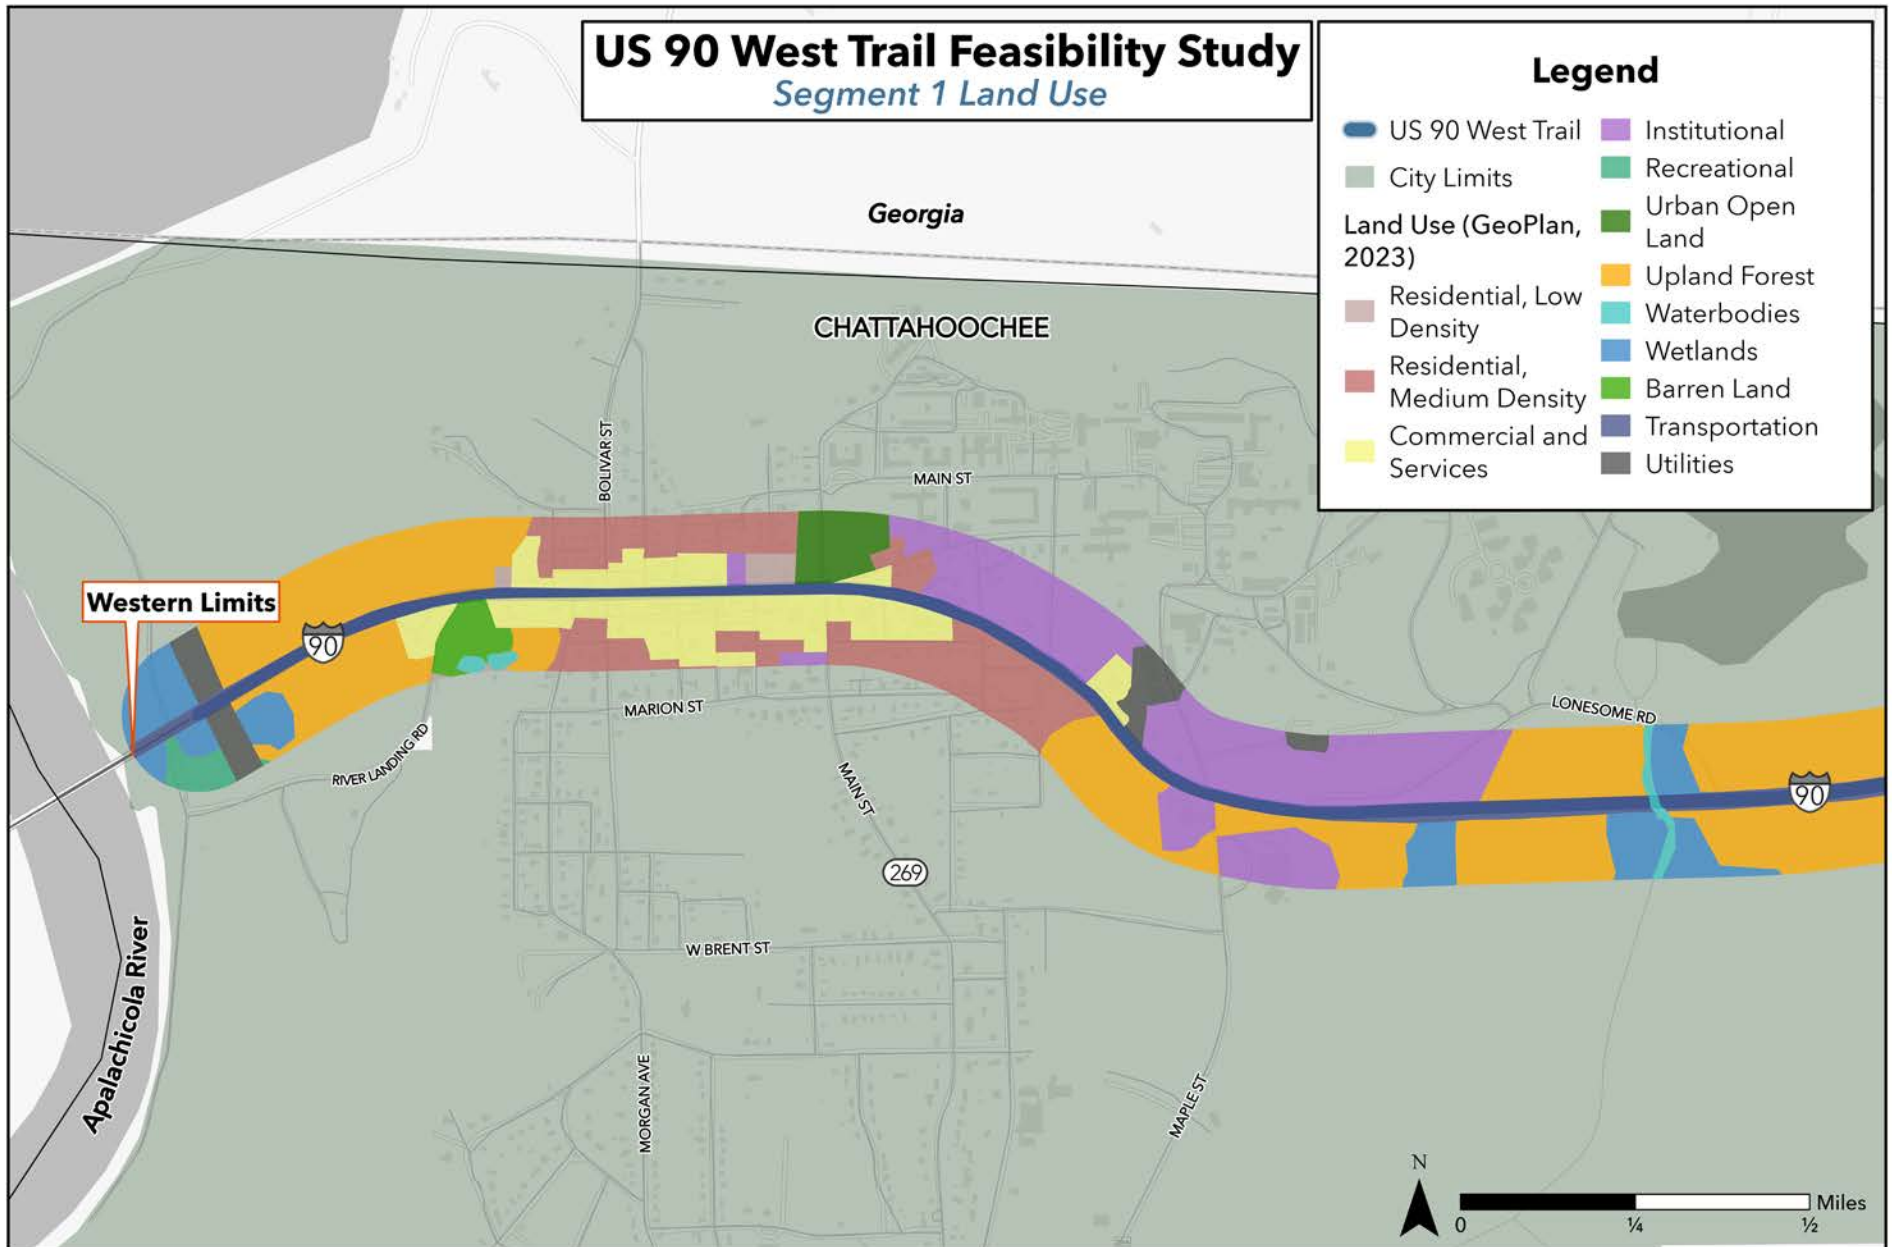 US 90 West Trail Feasibility Study
Segment 1 Land Use
Legend
US 90 West Trail
City Limits
Land Use (GeoPlan,
2023)
Residential, Low
Density
Residential,
Medium Density
Commercial and
Services
Institutional
Recreational
Urban Open
Land
Upland Forest
Waterbodies
Wetlands
Barren Land
Transportation
Utilities
Georgia
CHATTAHOOCHEE
BOLIVAR ST
MAIN ST
Western Limits
90
MARION ST
RIVER LANDING RD
LONESOME RD
90
MAIN ST
269
W BRENT ST
Apalachicola River
MORGAN AVE
MAPLE ST
N
Miles
0
¼
½